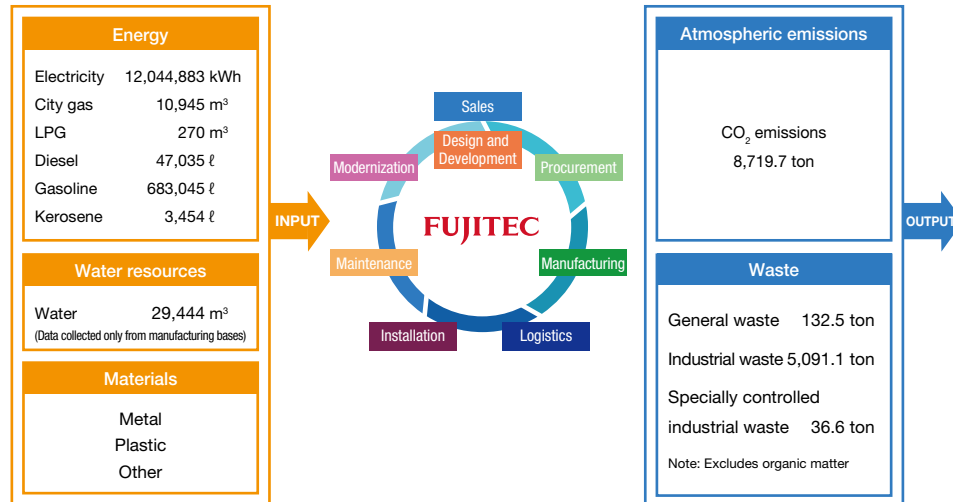 Energy
Electricity 12,044,883 kWh
City gas 10,945 m³
LPG 270 m³
Diesel 47,035 ℓ
Gasoline 683,045 ℓ
Kerosene 3,454 ℓ
Water resources
Water 29,444 m³
(Data collected only from manufacturing bases)
Materials
Metal
Plastic
Other
INPUT
Sales
Design and
Development
Modernization
Procurement
FUJITEC
Maintenance
Manufacturing
Installation
Logistics
Atmospheric emissions
CO₂ emissions
8,719.7 ton
Waste
General waste 132.5 ton
Industrial waste 5,091.1 ton
Specially controlled
industrial waste 36.6 ton
Note: Excludes organic matter
OUTPUT